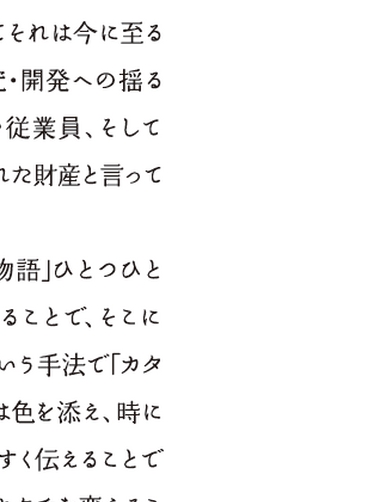 てそれは今に至る
・開発への揺る
従業員、そして
れた財産と言って
物語」ひとつひと
ることで、そこに
いう手法で「カタ
は色を添え、時に
すく伝えることで